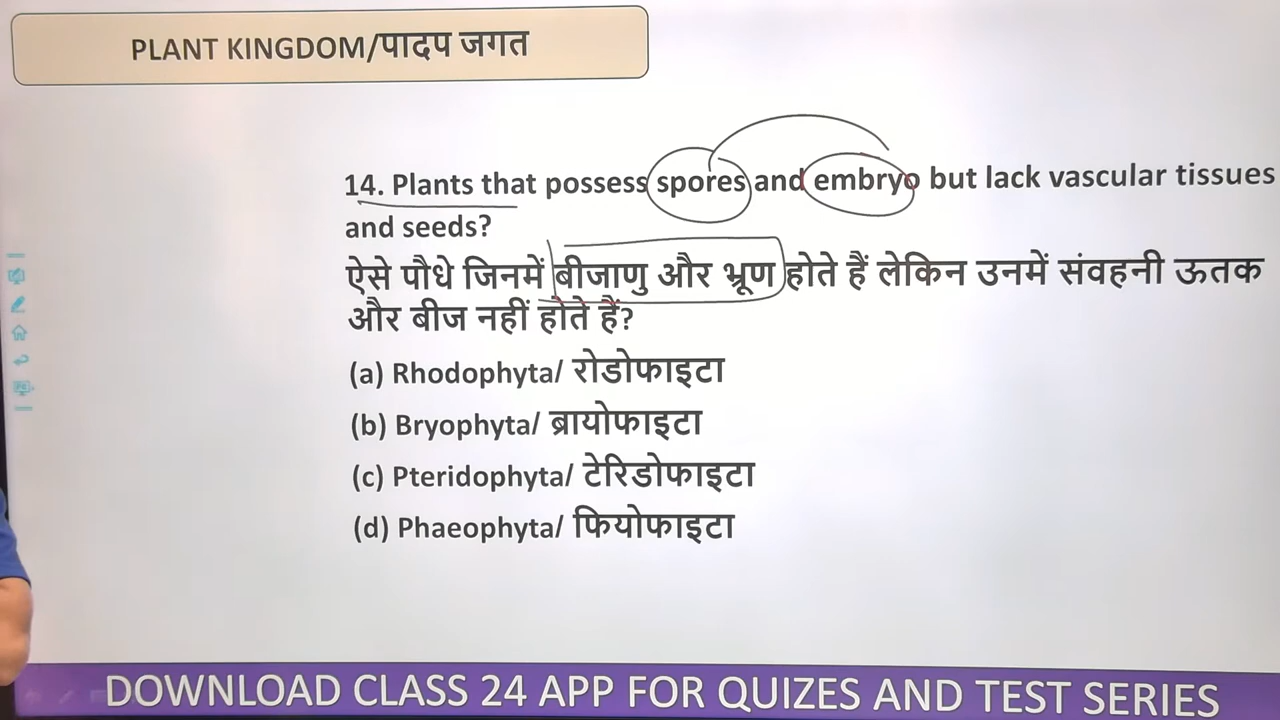 PLANT KINGDOM/पादप जगत
14. Plants that possess spores and embryo but lack vascular tissues
and seeds?
ऐसे पौधे जिनमें बीजाणु और भ्रूण होते हैं लेकिन उनमें संवहनी ऊतक
और बीज नहीं होते हैं?
(a) Rhodophyta/ रोडोफाइटा
(b) Bryophyta/ ब्रायोफाइटा
(c) Pteridophyta/ टेरिडोफाइटा
(d) Phaeophyta/ फियोफाइटा
DOWNLOAD CLASS 24 APP FOR QUIZES AND TEST SERIES